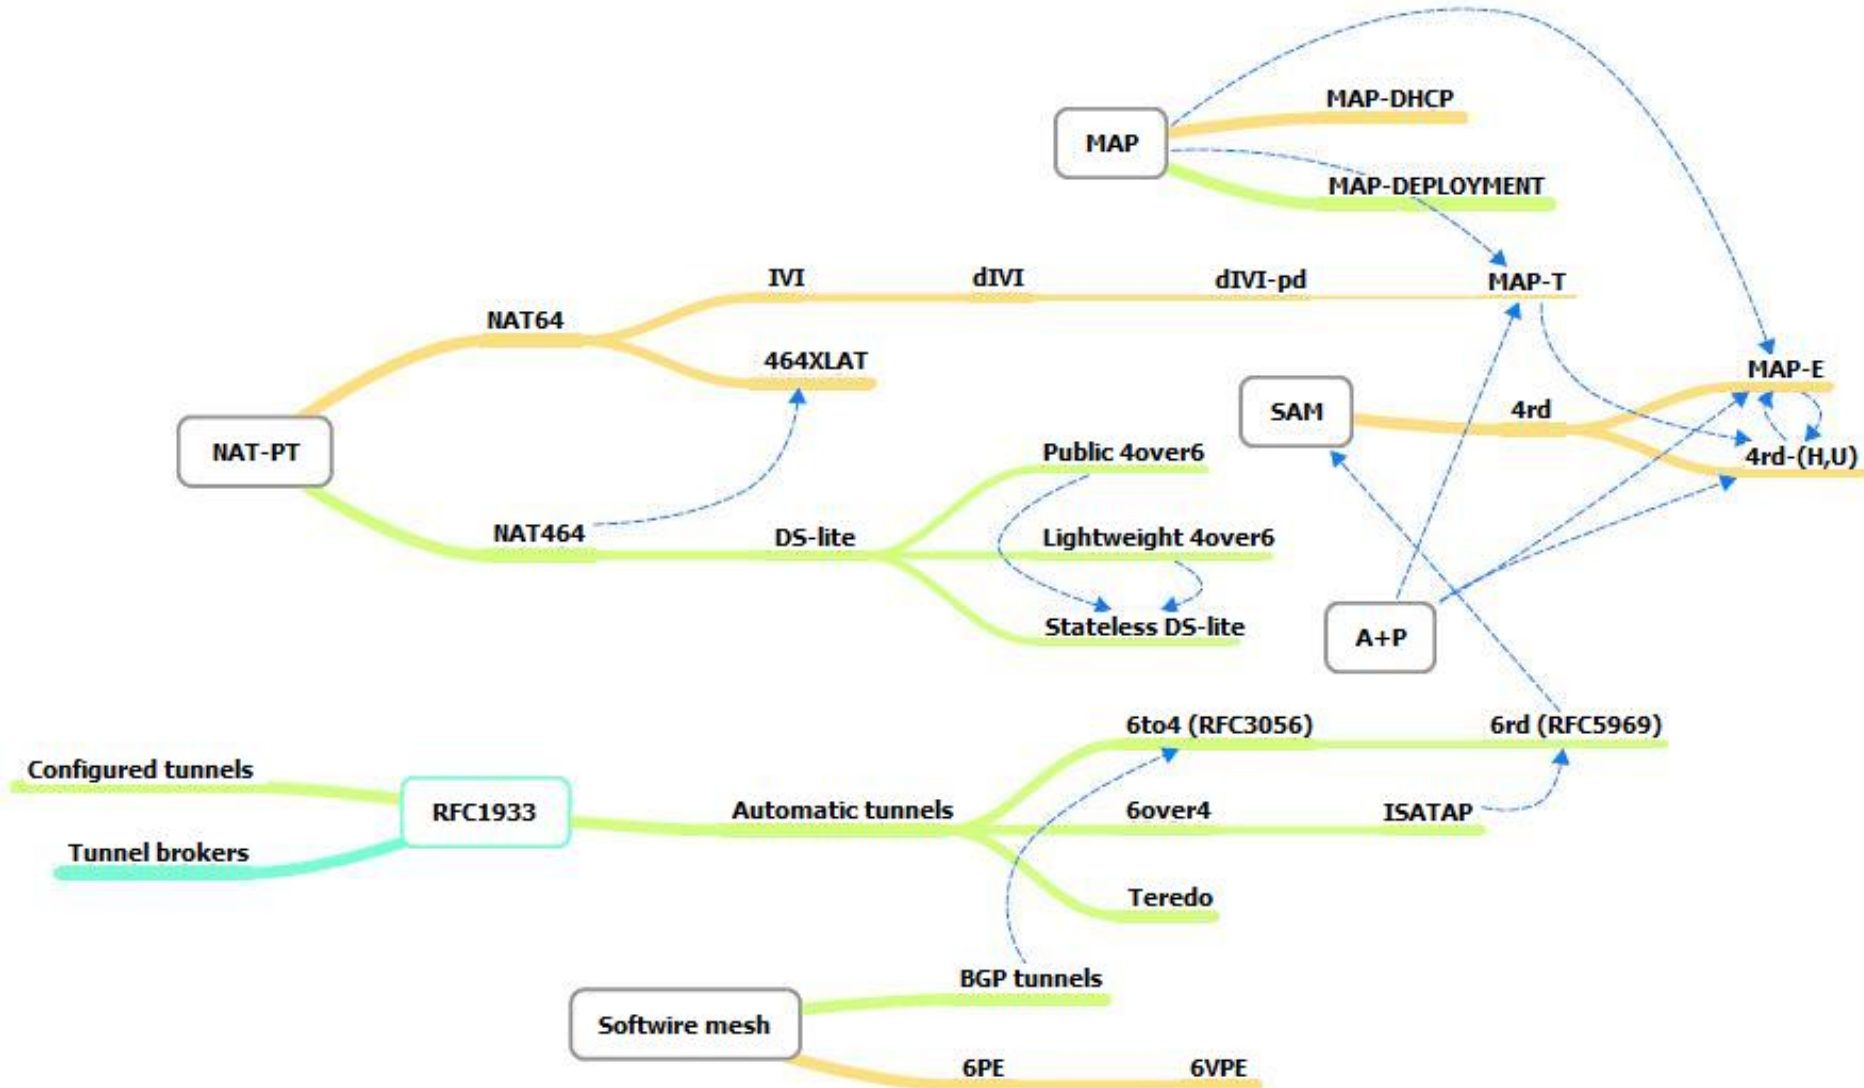 MAP-DHCP
MAP
MAP-DEPLOYMENT
IVI
dIVI
dIVI-pd
MAP-T
NAT64
464XLAT
MAP-E
SAM
4rd
NAT-PT
Public 4over6
4rd-(H,U)
NAT464
DS-lite
Lightweight 4over6
Stateless DS-lite
A+P
6to4 (RFC3056)
6rd (RFC5969)
Configured tunnels
RFC1933
Automatic tunnels
6over4
ISATAP
Tunnel brokers
Teredo
BGP tunnels
Softwire mesh
6PE
6VPE